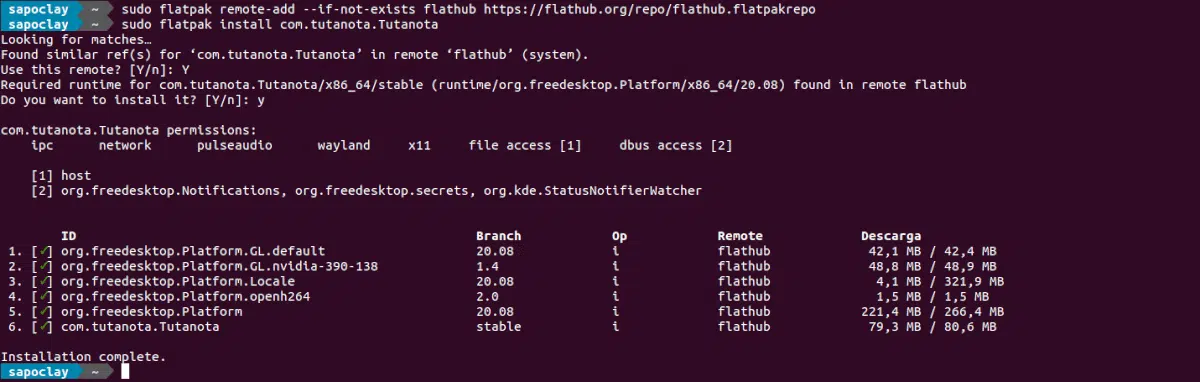 sapoclay ~ sudo flatpak remote-add --if-not-exists flathub https://flathub.org/repo/flathub.flatpakrepo
sapoclay ~ sudo flatpak install com.tutanota.Tutanota
Looking for matches…
Found similar ref(s) for ‘com.tutanota.Tutanota’ in remote ‘flathub’ (system).
Use this remote? [Y/n]: Y
Required runtime for com.tutanota.Tutanota/x86_64/stable (runtime/org.freedesktop.Platform/x86_64/20.08) found in remote flathub
Do you want to install it? [Y/n]: y
com.tutanota.Tutanota permissions:
ipc network pulseaudio wayland x11 file access [1] dbus access [2]
[1] host
[2] org.freedesktop.Notifications, org.freedesktop.secrets, org.kde.StatusNotifierWatcher
ID Branch Op Remote Descarga
1. [✓] org.freedesktop.Platform.GL.default 20.08 i flathub 42,1 MB / 42,4 MB
2. [✓] org.freedesktop.Platform.GL.nvidia-390-138 1.4 i flathub 48,8 MB / 48,9 MB
3. [✓] org.freedesktop.Platform.Locale 20.08 i flathub 4,1 MB / 321,9 MB
4. [✓] org.freedesktop.Platform.openh264 2.0 i flathub 1,5 MB / 1,5 MB
5. [✓] org.freedesktop.Platform 20.08 i flathub 221,4 MB / 266,4 MB
6. [✓] com.tutanota.Tutanota stable i flathub 79,3 MB / 80,6 MB
Installation complete.
sapoclay ~